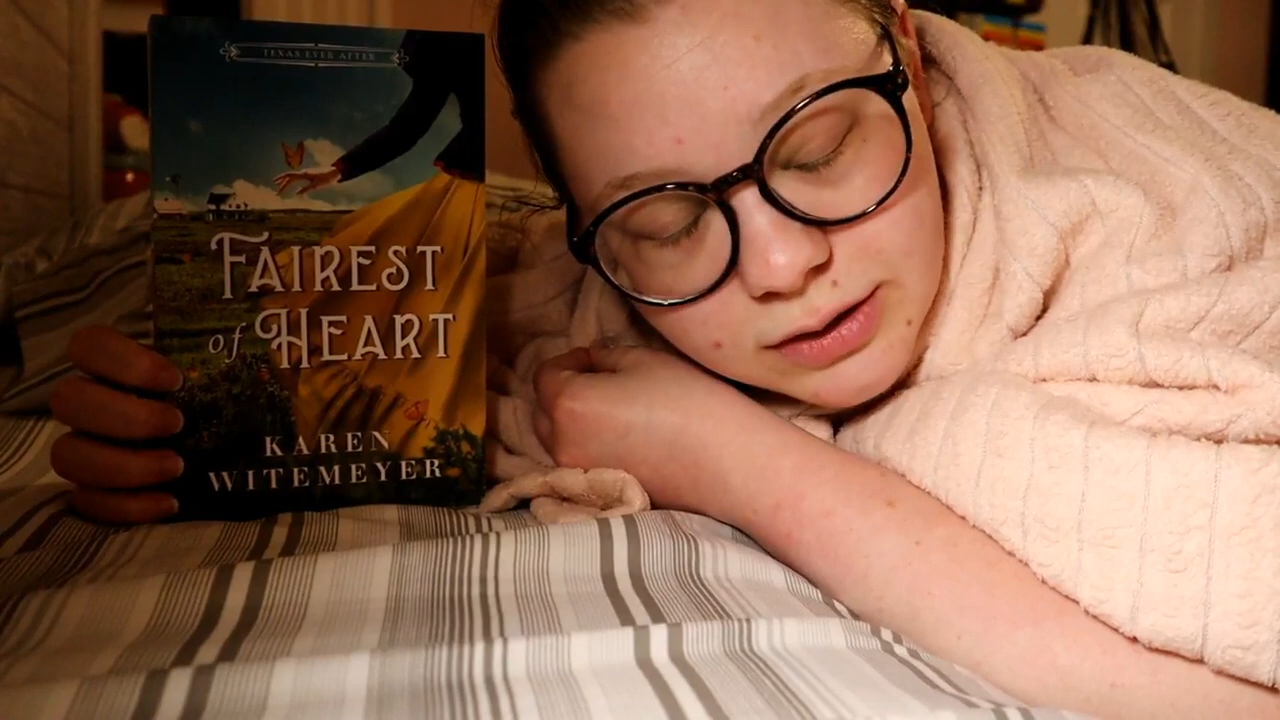 TEXAS EVER AFTER
FAIREST
of HEART
KAREN
WITEMEYER